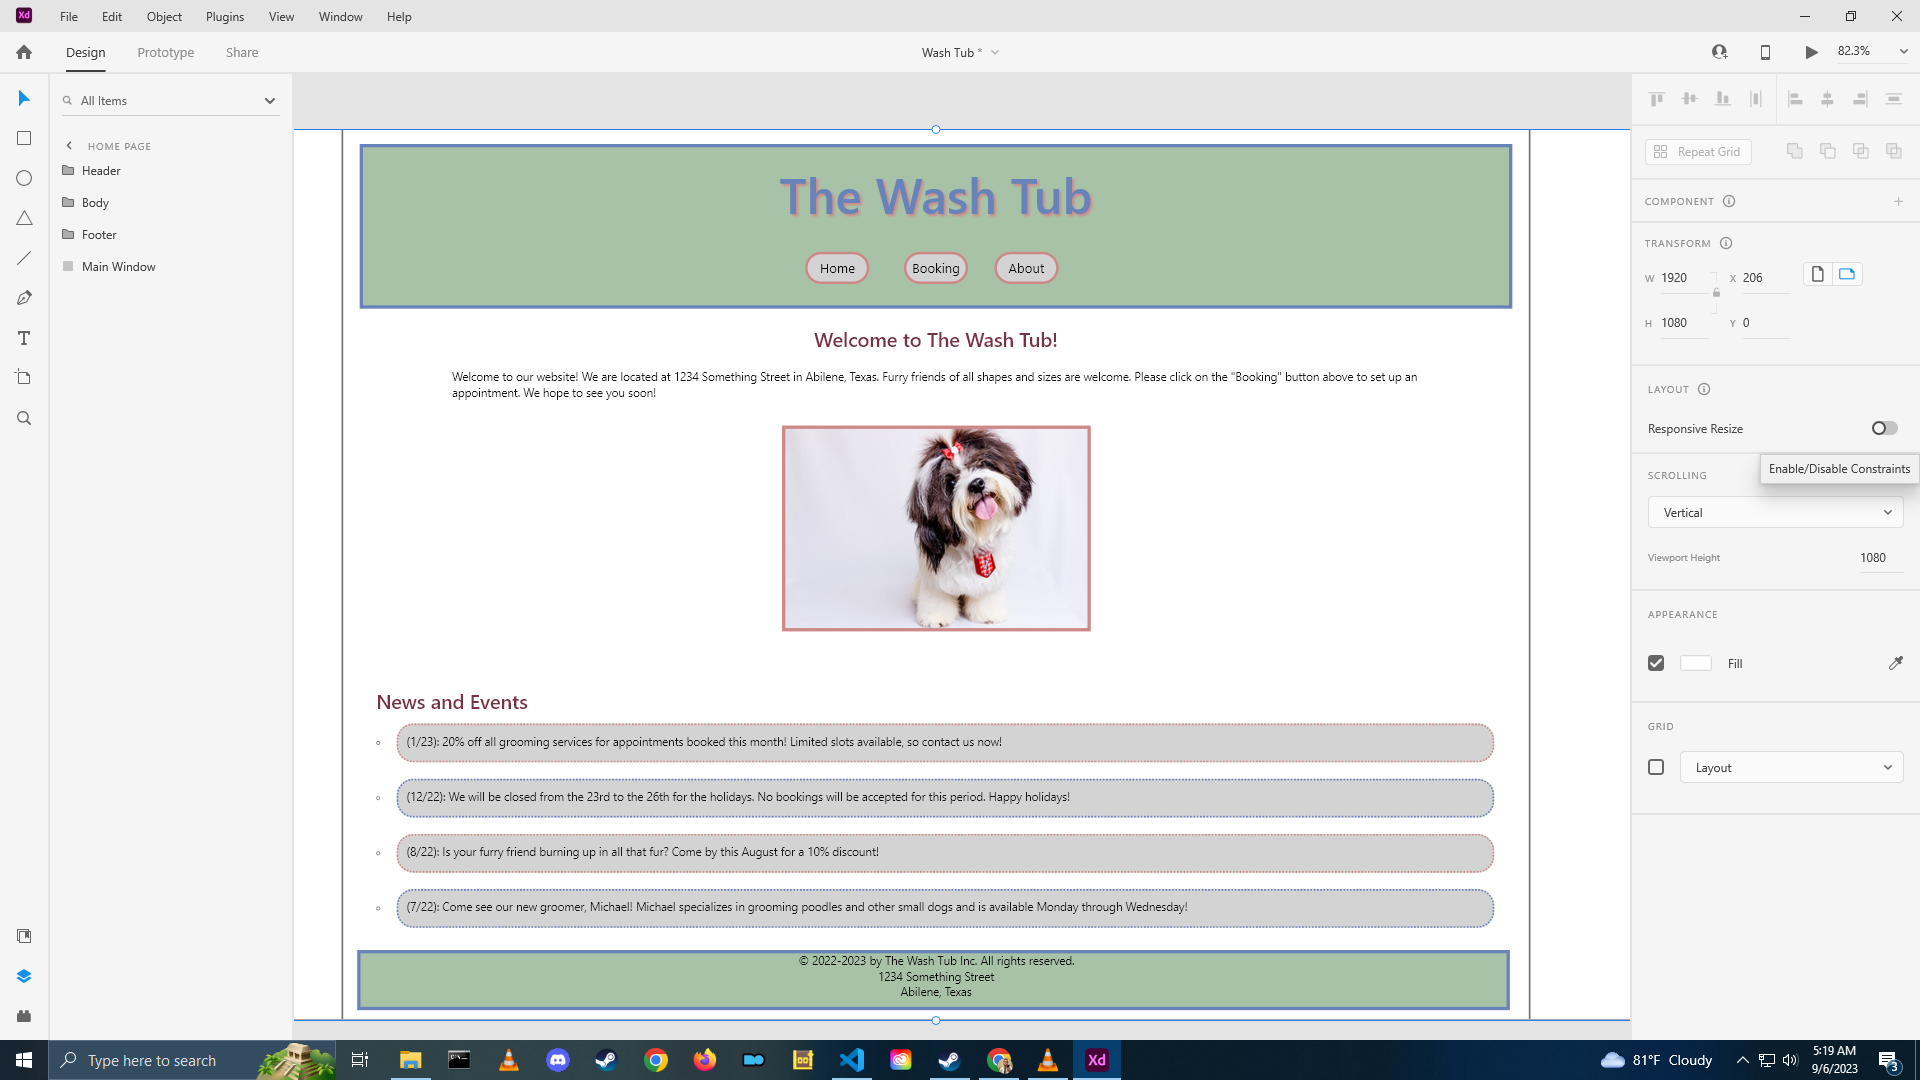 Xd File Edit Object Plugins View Window Help
Design Prototype Share Wash Tub * 82.3%
All Items
HOME PAGE
Header
Body
Footer
Main Window
The Wash Tub
Home Booking About
Welcome to The Wash Tub!
Welcome to our website! We are located at 1234 Something Street in Abilene, Texas. Furry friends of all shapes and sizes are welcome. Please click on the "Booking" button above to set up an
appointment. We hope to see you soon!
News and Events
(1/23): 20% off all grooming services for appointments booked this month! Limited slots available, so contact us now!
(12/22): We will be closed from the 23rd to the 26th for the holidays. No bookings will be accepted for this period. Happy holidays!
(8/22): Is your furry friend burning up in all that fur? Come by this August for a 10% discount!
(7/22): Come see our new groomer, Michael! Michael specializes in grooming poodles and other small dogs and is available Monday through Wednesday!
© 2022-2023 by The Wash Tub Inc. All rights reserved.
1234 Something Street
Abilene, Texas
Repeat Grid
COMPONENT
TRANSFORM
W 1920 X 206
H 1080 Y 0
LAYOUT
Responsive Resize
Enable/Disable Constraints
SCROLLING
Vertical
Viewport Height 1080
APPEARANCE
Fill
GRID
Layout
Type here to search
Xd
81°F Cloudy
5:19 AM
9/6/2023
3